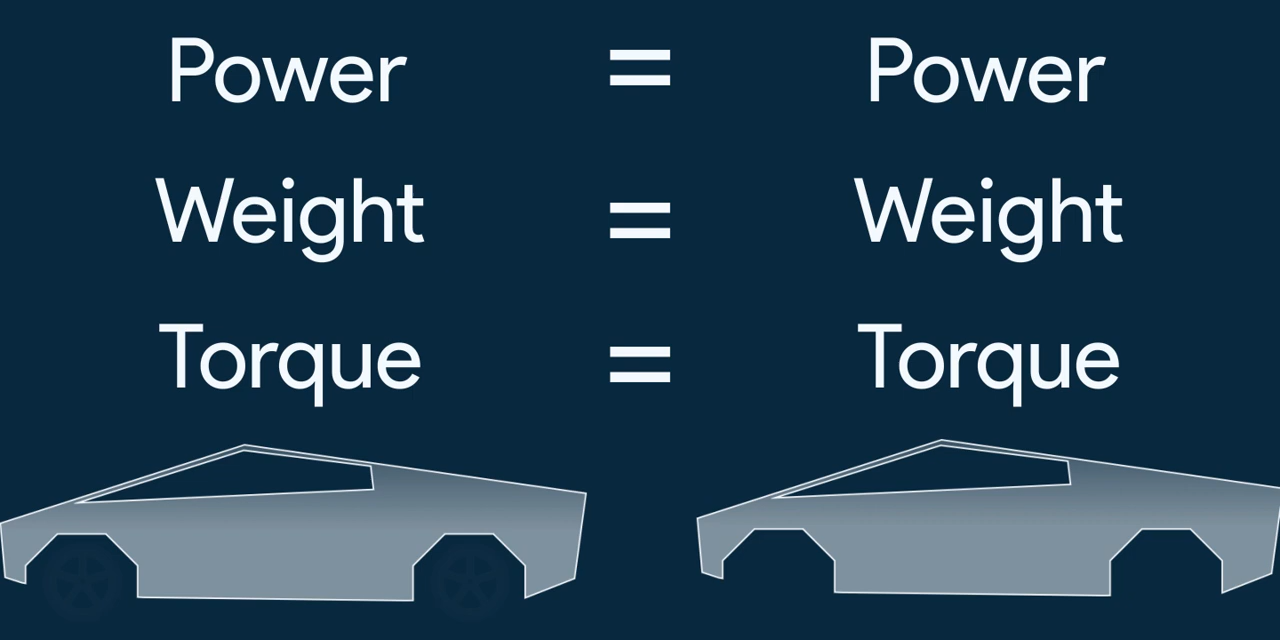 Power = Power
Weight = Weight
Torque = Torque